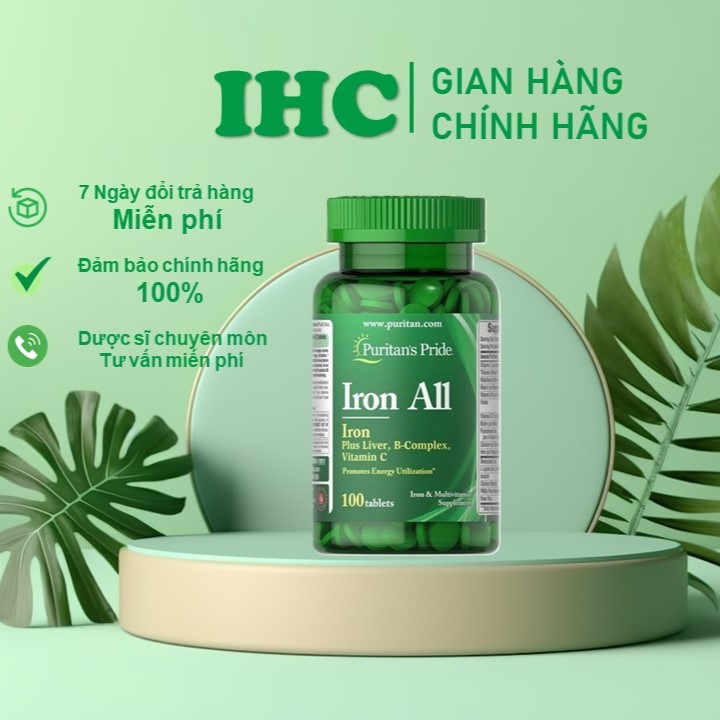 IHC
GIAN HÀNG
CHÍNH HÃNG
7 Ngày đổi trả hàng
Miễn phí
Đảm bảo chính hãng
100%
Dược sĩ chuyên môn
Tư vấn miễn phí
www.puritan.com
Puritan's Pride
Iron All
Iron
Plus Liver, B-Complex,
Vitamin C
Promotes Energy Utilization*
100 tablets
Iron & Multivitamin
Supplement